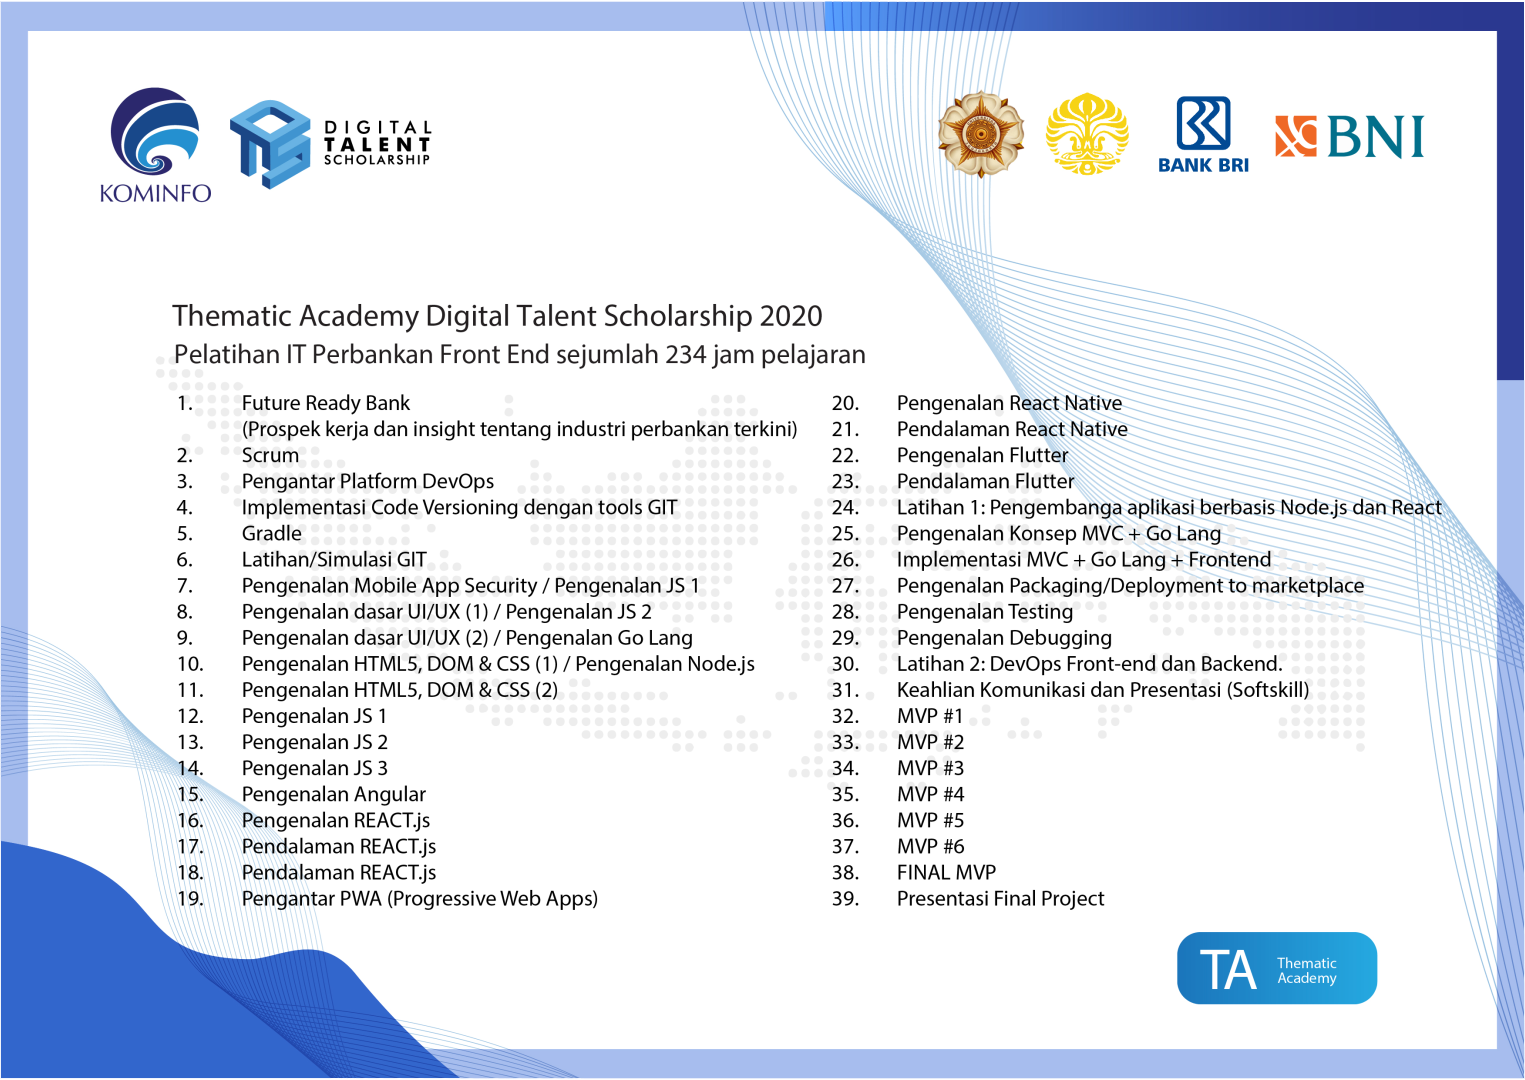 KOMINFO
DIGITAL
TALENT
SCHOLARSHIP
BANK BRI
BNI
Thematic Academy Digital Talent Scholarship 2020
Pelatihan IT Perbankan Front End sejumlah 234 jam pelajaran
1. Future Ready Bank
(Prospek kerja dan insight tentang industri perbankan terkini)
2. Scrum
3. Pengantar Platform DevOps
4. Implementasi Code Versioning dengan tools GIT
5. Gradle
6. Latihan/Simulasi GIT
7. Pengenalan Mobile App Security / Pengenalan JS 1
8. Pengenalan dasar UI/UX (1) / Pengenalan JS 2
9. Pengenalan dasar UI/UX (2) / Pengenalan Go Lang
10. Pengenalan HTML5, DOM & CSS (1) / Pengenalan Node.js
11. Pengenalan HTML5, DOM & CSS (2)
12. Pengenalan JS 1
13. Pengenalan JS 2
14. Pengenalan JS 3
15. Pengenalan Angular
16. Pengenalan REACT.js
17. Pendalaman REACT.js
18. Pendalaman REACT.js
19. Pengantar PWA (Progressive Web Apps)
20. Pengenalan React Native
21. Pendalaman React Native
22. Pengenalan Flutter
23. Pendalaman Flutter
24. Latihan 1: Pengembanga aplikasi berbasis Node.js dan React
25. Pengenalan Konsep MVC + Go Lang
26. Implementasi MVC + Go Lang + Frontend
27. Pengenalan Packaging/Deployment to marketplace
28. Pengenalan Testing
29. Pengenalan Debugging
30. Latihan 2: DevOps Front-end dan Backend.
31. Keahlian Komunikasi dan Presentasi (Softskill)
32. MVP #1
33. MVP #2
34. MVP #3
35. MVP #4
36. MVP #5
37. MVP #6
38. FINAL MVP
39. Presentasi Final Project
TA
Thematic
Academy